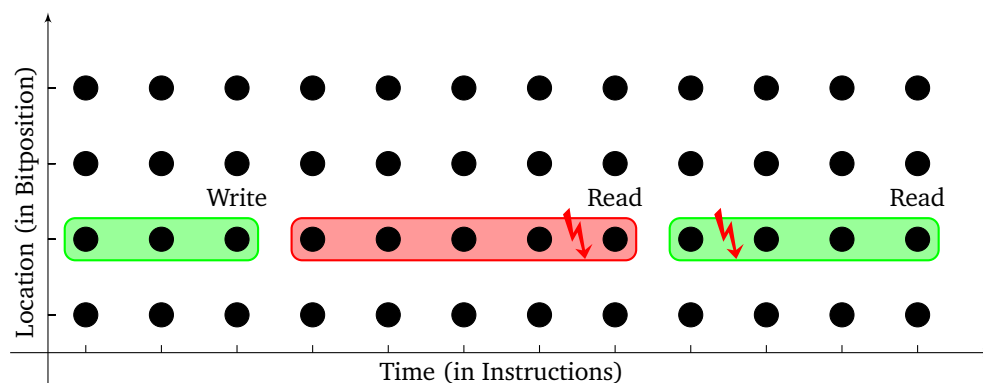 Location (in Bitposition)
Write
Read
Read
Time (in Instructions)